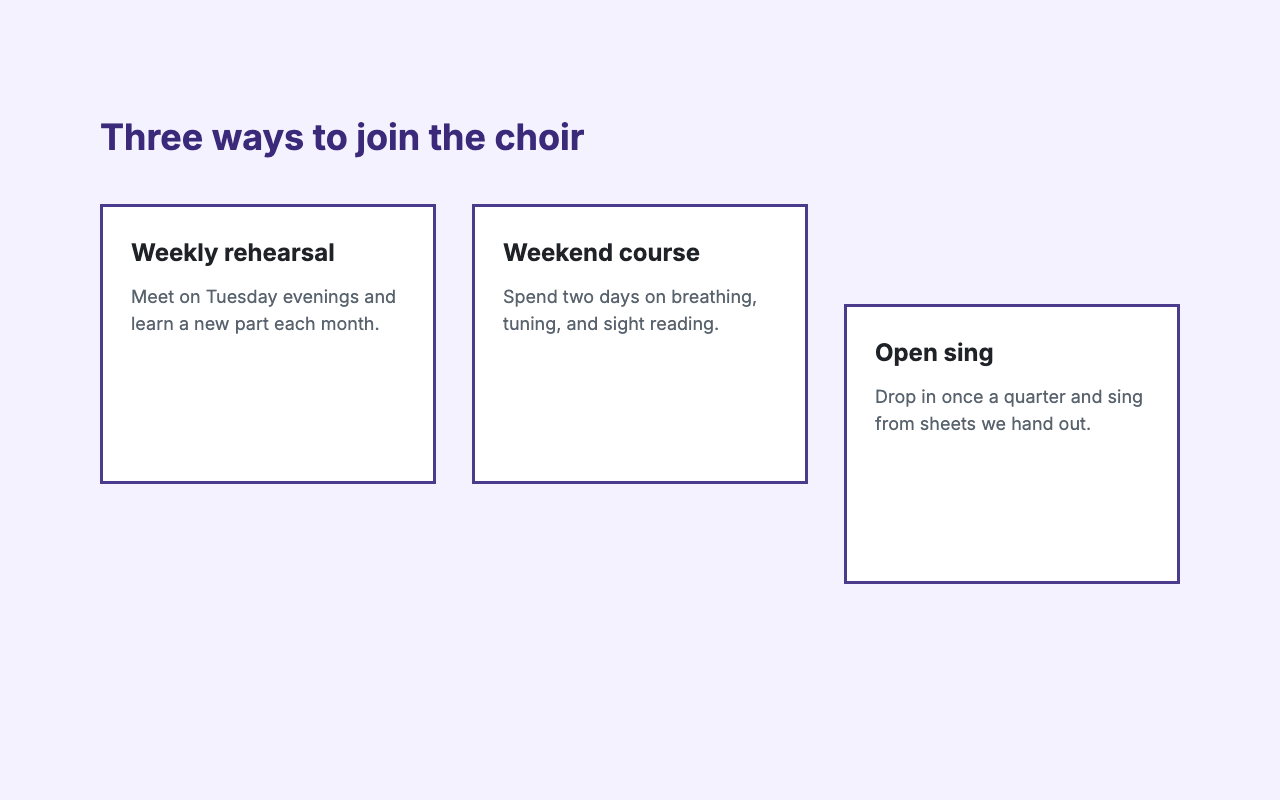 Three ways to join the choir
Weekly rehearsal
Meet on Tuesday evenings and
learn a new part each month.
Weekend course
Spend two days on breathing,
tuning, and sight reading.
Open sing
Drop in once a quarter and sing
from sheets we hand out.